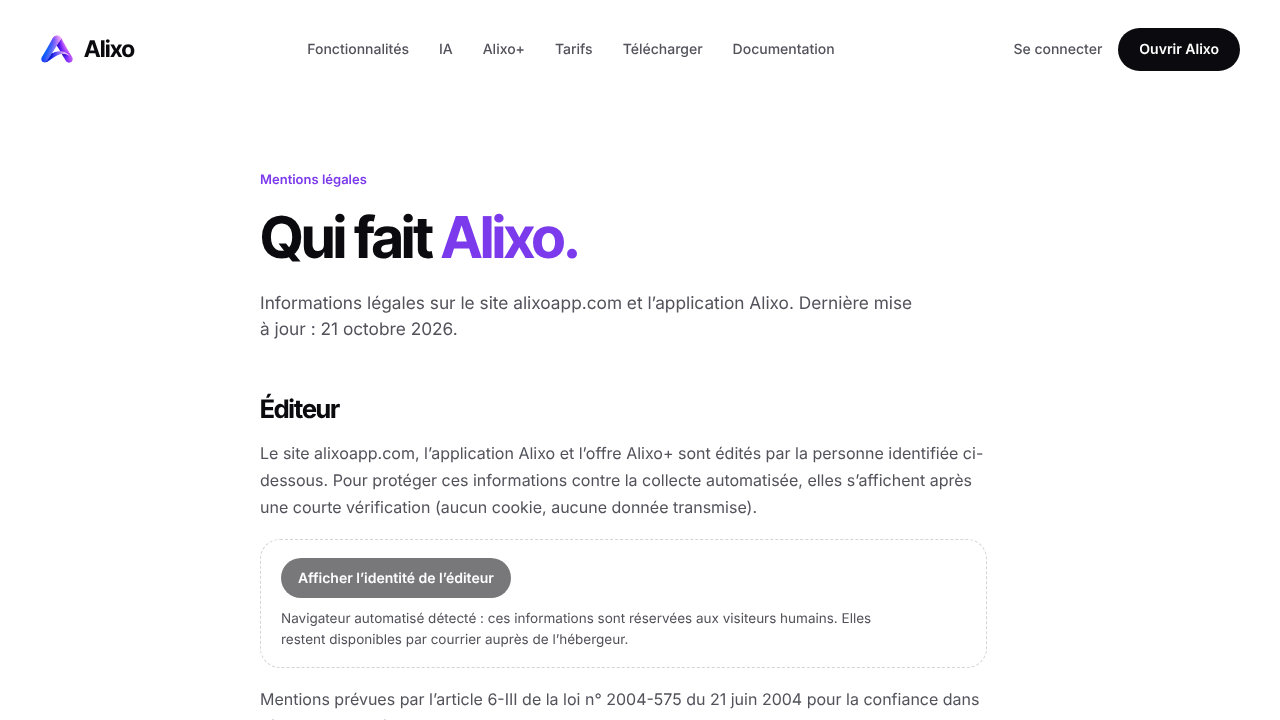 Alixo
Fonctionnalités
IA
Alixo+
Tarifs
Télécharger
Documentation
Se connecter
Ouvrir Alixo
Mentions légales
Qui fait Alixo.
Informations légales sur le site alixoapp.com et l’application Alixo. Dernière mise
à jour : 21 octobre 2026.
Éditeur
Le site alixoapp.com, l’application Alixo et l’offre Alixo+ sont édités par la personne identifiée ci-
dessous. Pour protéger ces informations contre la collecte automatisée, elles s’affichent après
une courte vérification (aucun cookie, aucune donnée transmise).
Afficher l’identité de l’éditeur
Navigateur automatisé détecté : ces informations sont réservées aux visiteurs humains. Elles
restent disponibles par courrier auprès de l’hébergeur.
Mentions prévues par l’article 6-III de la loi n° 2004-575 du 21 juin 2004 pour la confiance dans